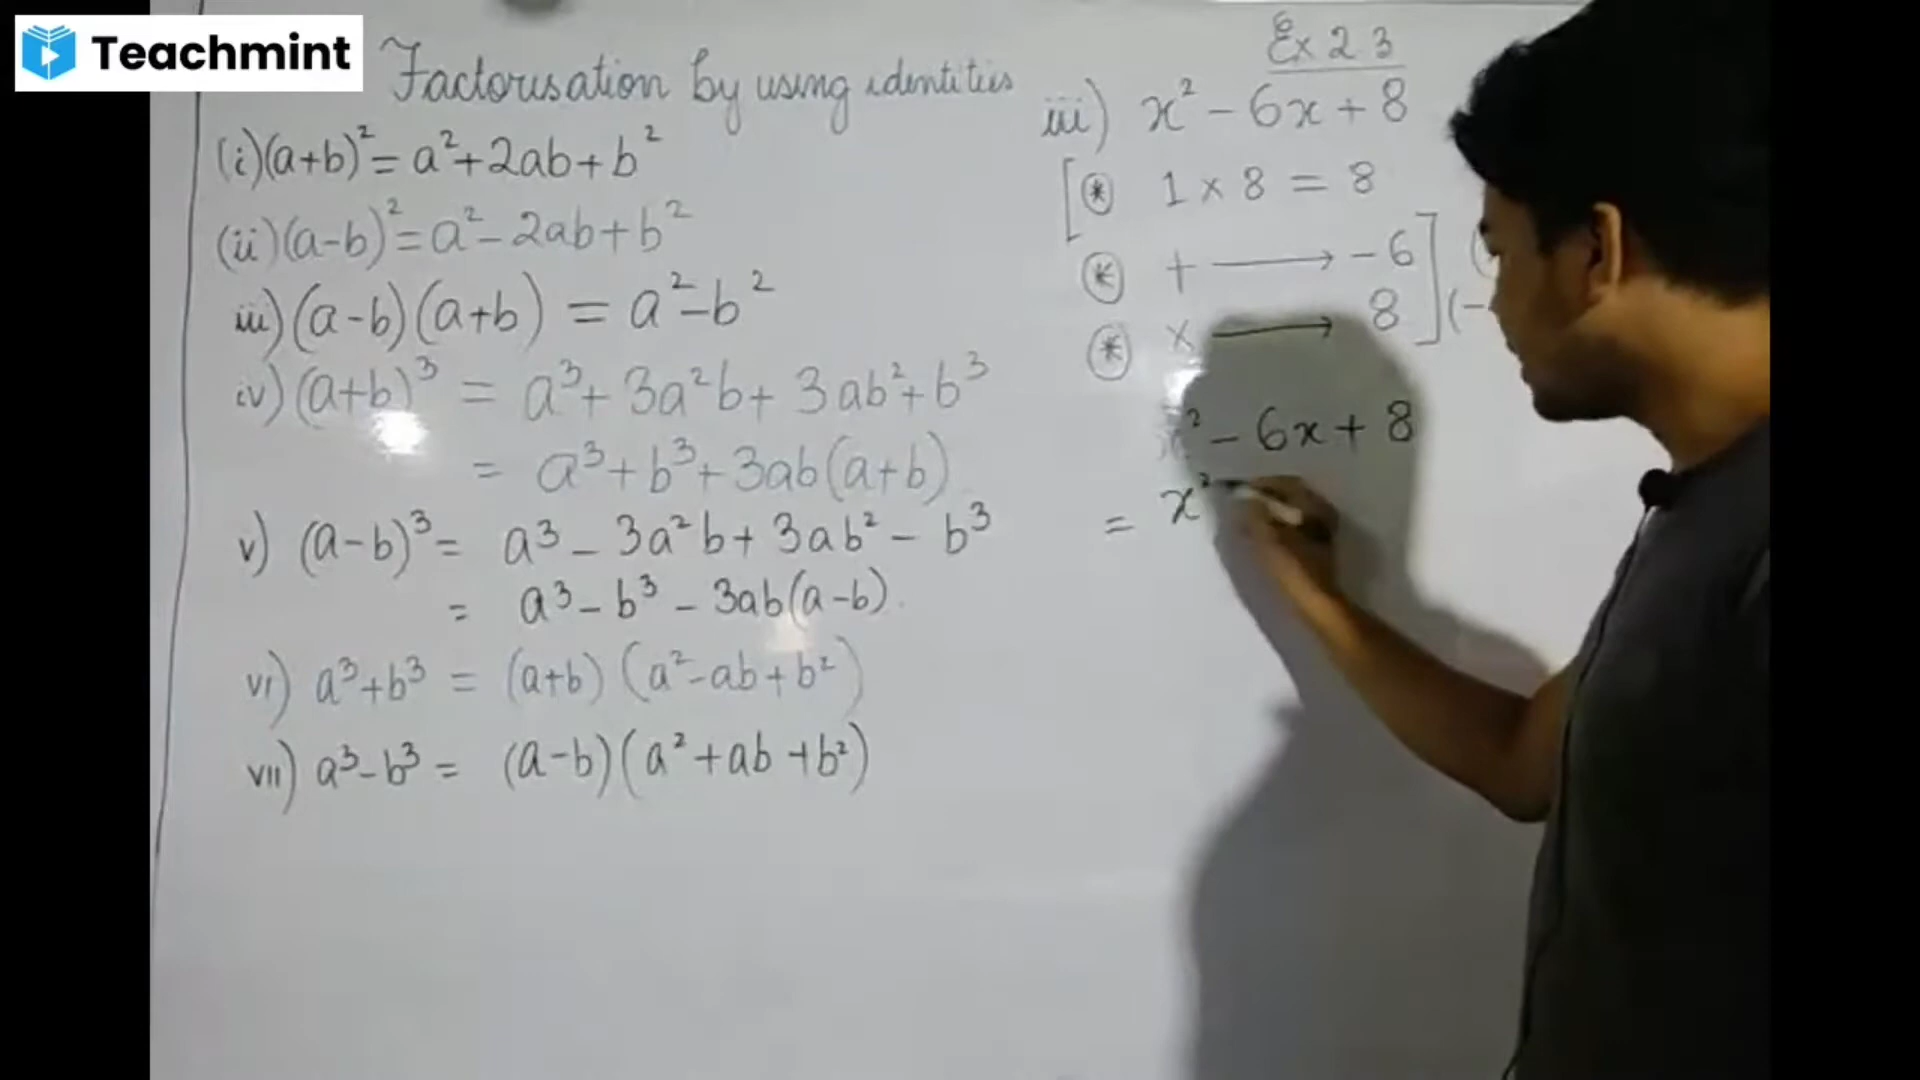 Teachmint
Factorisation by using identities
(i) (a+b)² = a² + 2ab + b²
(ii) (a-b)² = a² - 2ab + b²
iii) (a-b)(a+b) = a² - b²
iv) (a+b)³ = a³ + 3a²b + 3ab² + b³
= a³ + b³ + 3ab(a+b)
v) (a-b)³ = a³ - 3a²b + 3ab² - b³
= a³ - b³ - 3ab(a-b).
vi) a³+b³ = (a+b) (a²-ab+b²)
vii) a³-b³ = (a-b) (a²+ab+b²)
Ex 2 3
iii) x² - 6x + 8
[ * 1 × 8 = 8
* + → -6 ] (
* × → 8 ] (-
x² - 6x + 8
= x² -